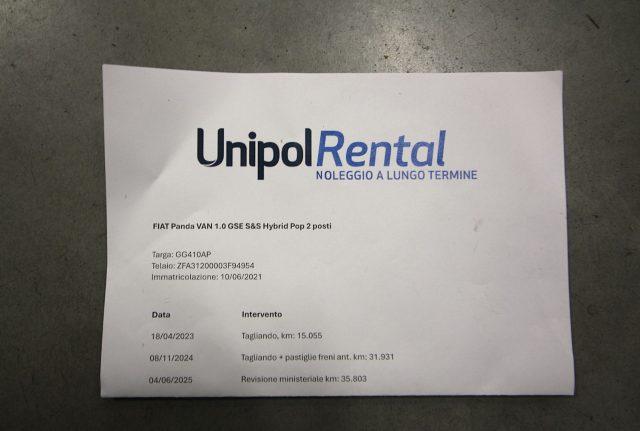 UnipolRental
NOLEGGIO A LUNGO TERMINE
FIAT Panda VAN 1.0 GSE S&S Hybrid Pop 2 posti
Targa: GG410AP
Telaio: ZFA31200003F94954
Immatricolazione: 10/06/2021
Data Intervento
18/04/2023 Tagliando, km: 15.055
08/11/2024 Tagliando + pastiglie freni ant. km: 31.931
04/06/2025 Revisione ministeriale km: 35.803